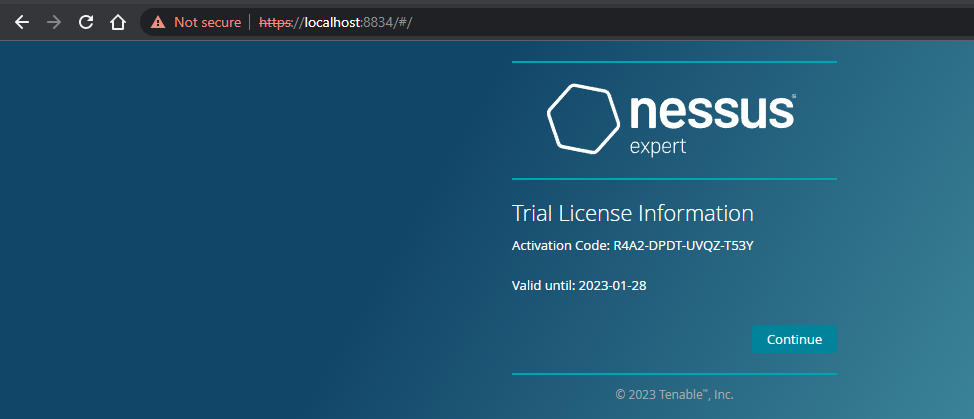 Not secure | https://localhost:8834/#/
nessus
expert
Trial License Information
Activation Code: R4A2-DPDT-UVQZ-T53Y
Valid until: 2023-01-28
Continue
© 2023 Tenable™, Inc.